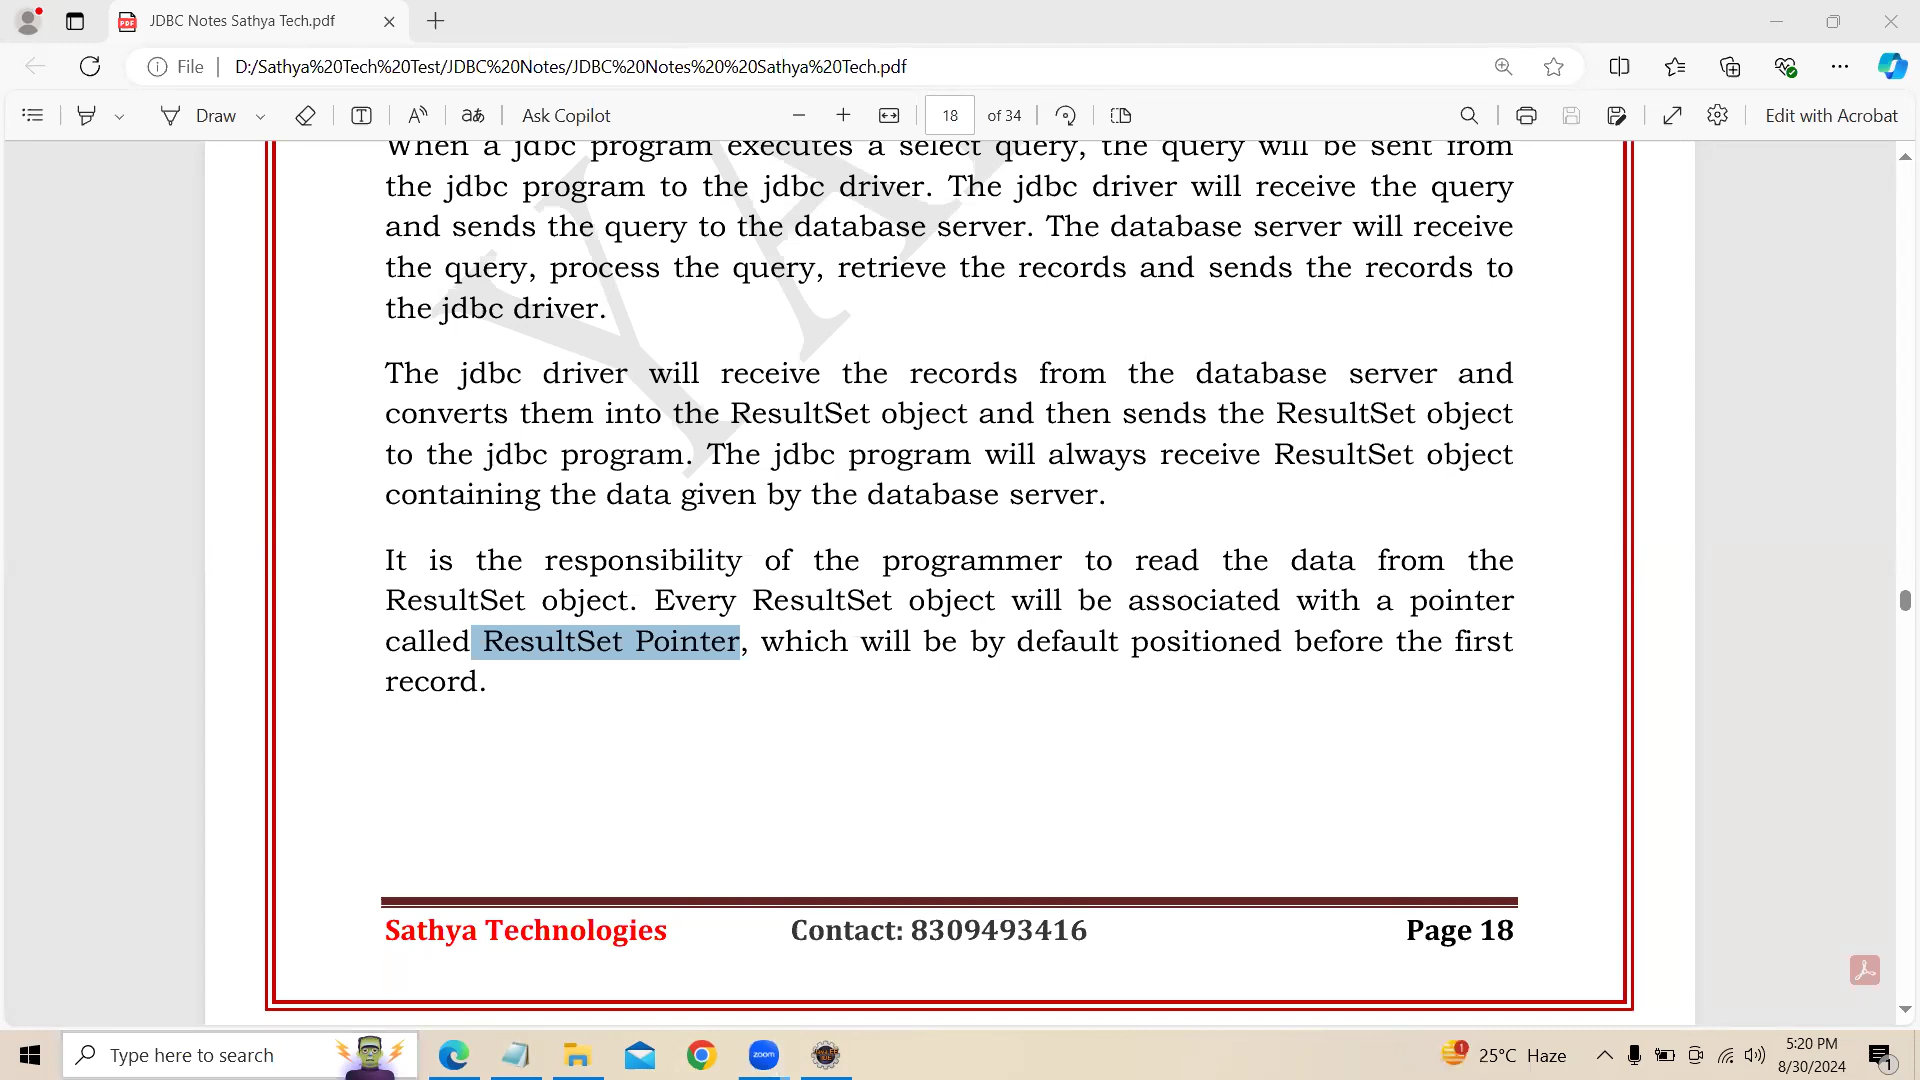 JDBC Notes Sathya Tech.pdf
File D:/Sathya%20Tech%20Test/JDBC%20Notes/JDBC%20Notes%20%20Sathya%20Tech.pdf
Draw A aあ Ask Copilot 18 of 34 Edit with Acrobat
When a jdbc program executes a select query, the query will be sent from
the jdbc program to the jdbc driver. The jdbc driver will receive the query
and sends the query to the database server. The database server will receive
the query, process the query, retrieve the records and sends the records to
the jdbc driver.
The jdbc driver will receive the records from the database server and
converts them into the ResultSet object and then sends the ResultSet object
to the jdbc program. The jdbc program will always receive ResultSet object
containing the data given by the database server.
It is the responsibility of the programmer to read the data from the
ResultSet object. Every ResultSet object will be associated with a pointer
called ResultSet Pointer, which will be by default positioned before the first
record.
Sathya Technologies Contact: 8309493416 Page 18
Type here to search
zoom
1 25°C Haze
5:20 PM
8/30/2024
1